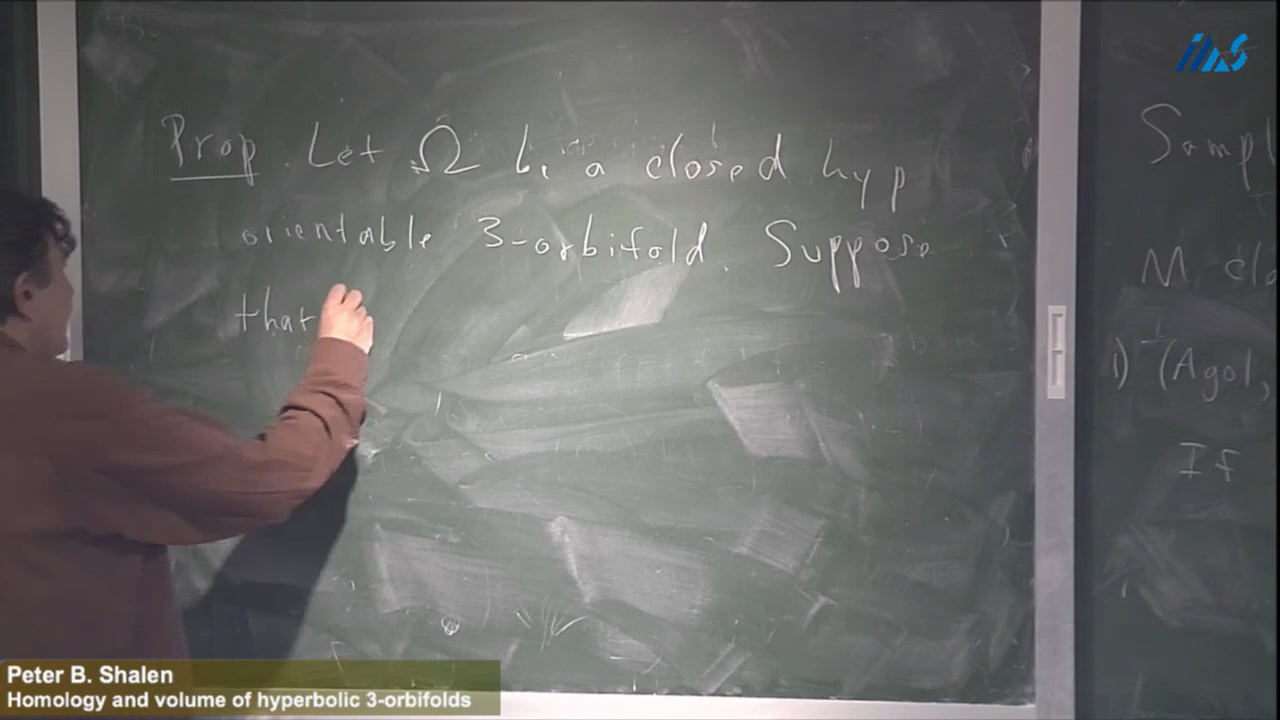 Prop. Let Ω be a closed hyp
orientable 3-orbifold. Suppose
that
Sampl
M clo
1) (Agol,
If
IIAS
Peter B. Shalen
Homology and volume of hyperbolic 3-orbifolds